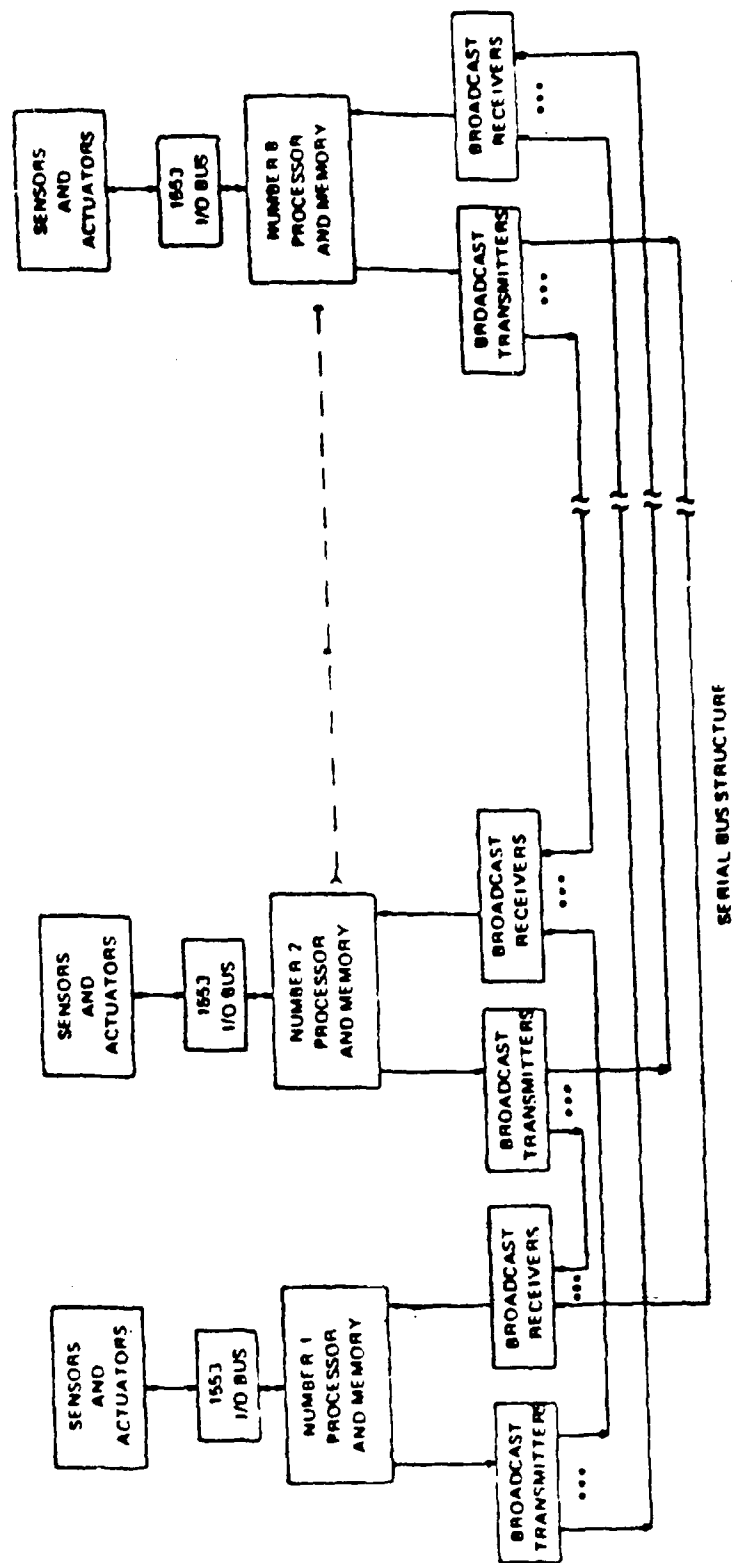 SENSORS
AND
ACTUATORS
1553
I/O BUS
NUMBER 1
PROCESSOR
AND MEMORY
BROADCAST
TRANSMITTERS
BROADCAST
RECEIVERS
SENSORS
AND
ACTUATORS
1553
I/O BUS
NUMBER 2
PROCESSOR
AND MEMORY
BROADCAST
TRANSMITTERS
BROADCAST
RECEIVERS
SENSORS
AND
ACTUATORS
1553
I/O BUS
NUMBER 8
PROCESSOR
AND MEMORY
BROADCAST
TRANSMITTERS
BROADCAST
RECEIVERS
SERIAL BUS STRUCTURE